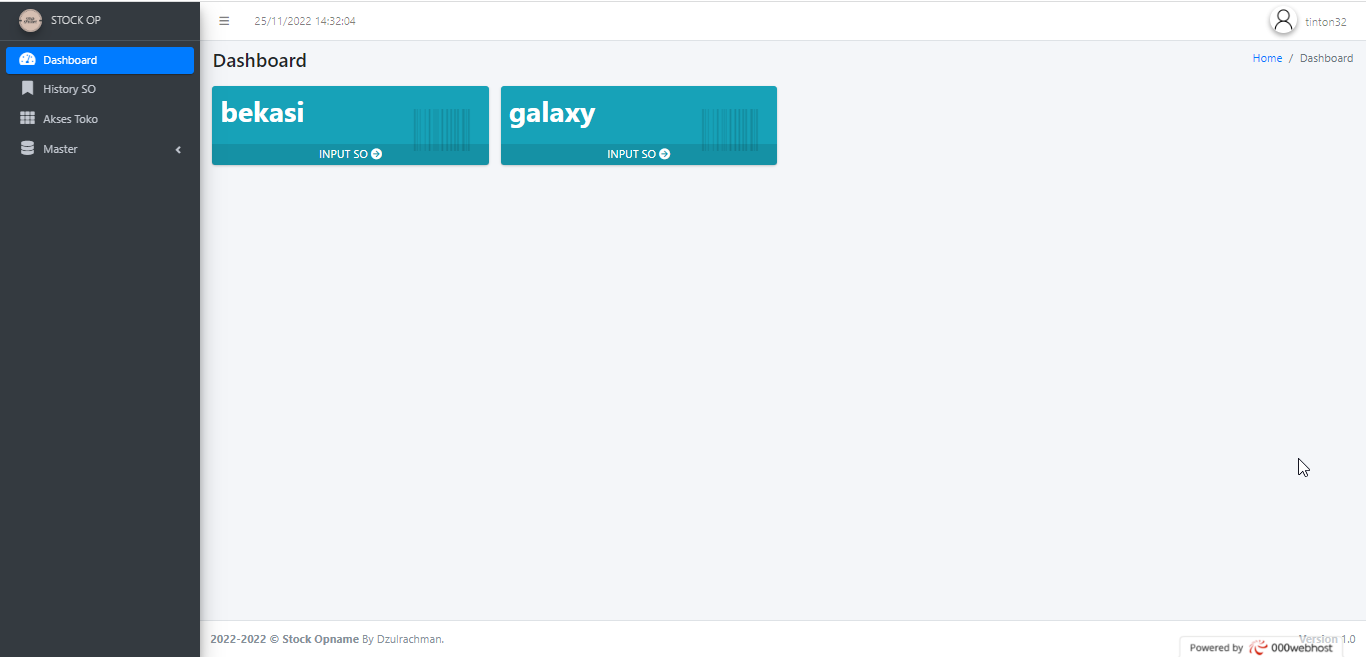 STOCK OP
25/11/2022 14:32:04
tinton32
Dashboard
History SO
Akses Toko
Master
Dashboard
Home / Dashboard
bekasi
INPUT SO
galaxy
INPUT SO
2022-2022 © Stock Opname By Dzulrachman.
Version 1.0
Powered by 000webhost